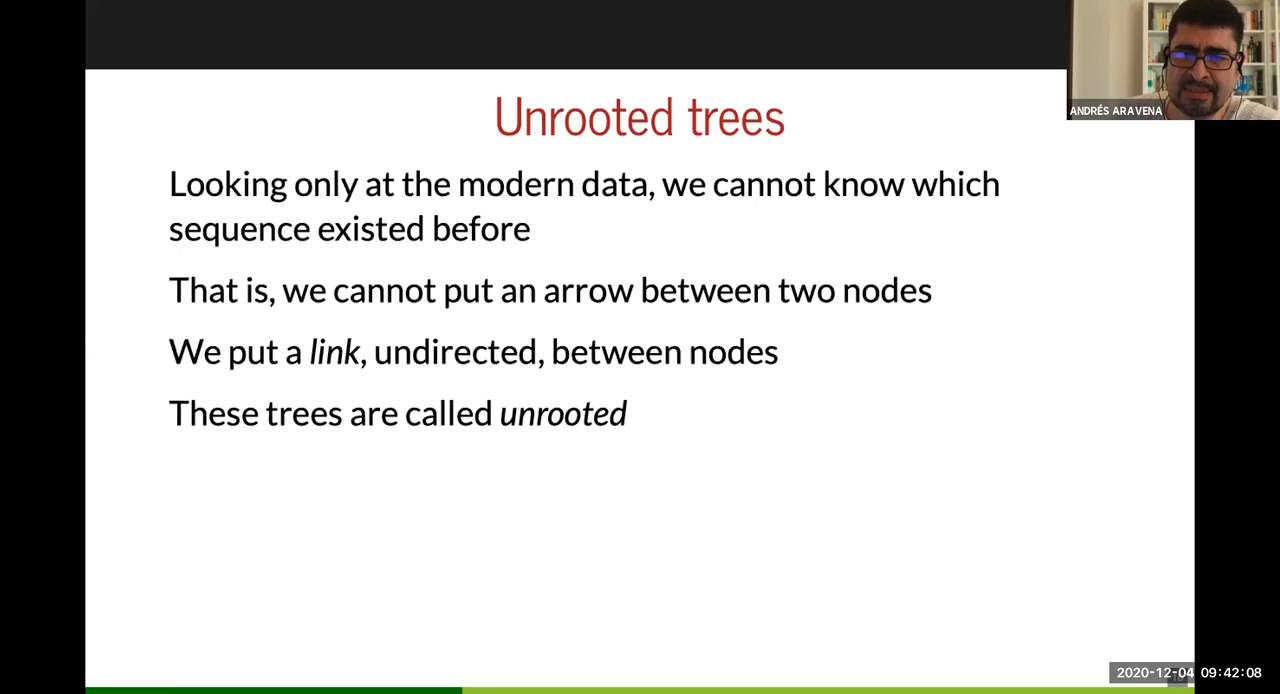 ANDRÉS ARAVENA
Unrooted trees
Looking only at the modern data, we cannot know which
sequence existed before
That is, we cannot put an arrow between two nodes
We put a link, undirected, between nodes
These trees are called unrooted
2020-12-04 09:42:08